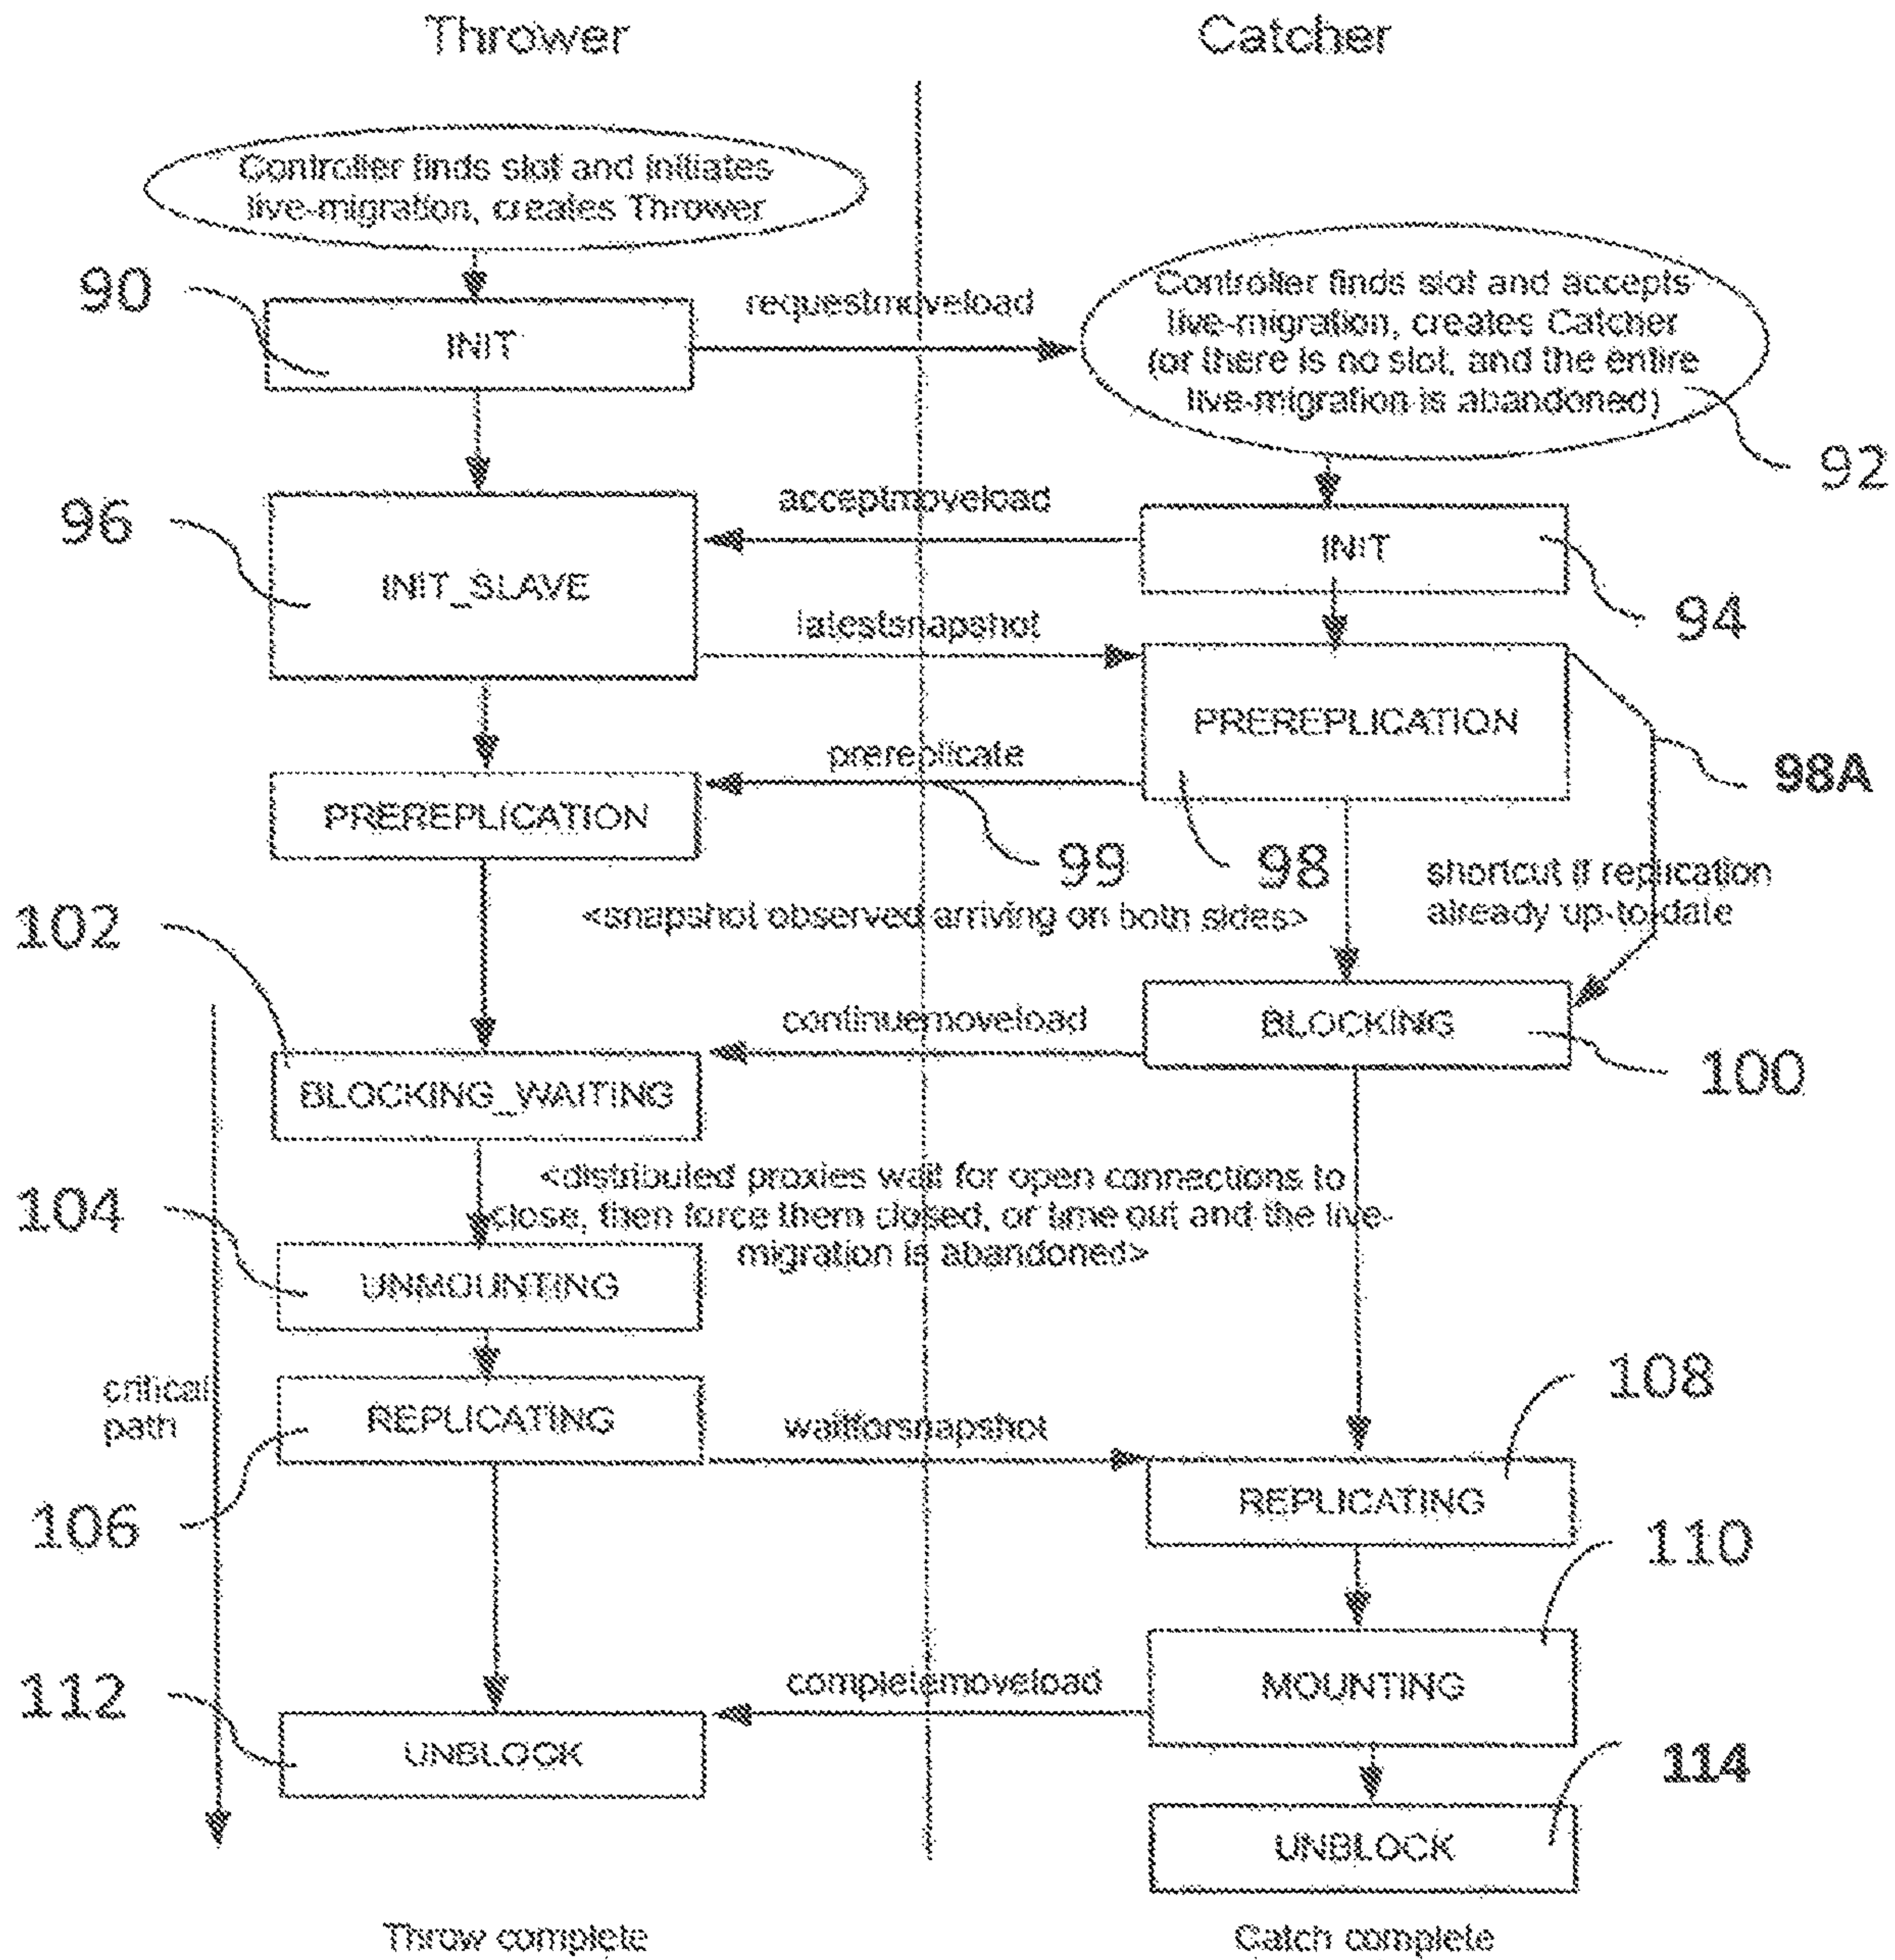 Thrower
Catcher
Controller finds slot and initiates
live-migration, creates Thrower
90
INIT
requestmoveload
Controller finds slot and accepts
live-migration, creates Catcher
(or there is no slot, and the entire
live-migration is abandoned)
92
96
INIT_SLAVE
acceptmoveload
INIT
94
latestsnapshot
PREREPLICATION
98A
prereplicate
PREREPLICATION
99
98
shortcut if replication
already up-to-date
<snapshot observed arriving on both sides>
102
continuemoveload
BLOCKING
100
BLOCKING_WAITING
<distributed proxies wait for open connections to
close, then force them closed, or time out and the live-
migration is abandoned>
104
UNMOUNTING
critical
path
REPLICATING
106
waitforsnapshot
108
REPLICATING
110
MOUNTING
completemoveload
112
UNBLOCK
114
UNBLOCK
Throw complete
Catch complete